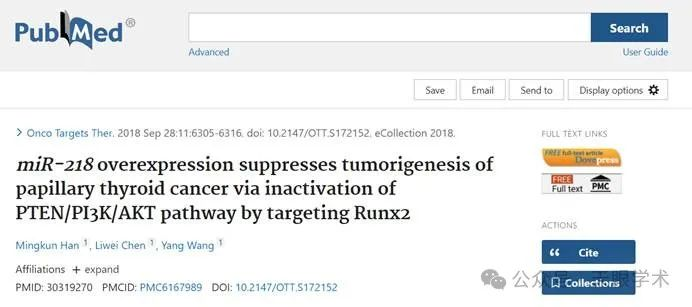 PubMed®
Search
Advanced
User Guide
Save
Email
Send to
Display options
Onco Targets Ther. 2018 Sep 28:11:6305-6316. doi: 10.2147/OTT.S172152. eCollection 2018.
miR-218 overexpression suppresses tumorigenesis of
papillary thyroid cancer via inactivation of
PTEN/PI3K/AKT pathway by targeting Runx2
Mingkun Han 1, Liwei Chen 1, Yang Wang 1
Affiliations + expand
PMID: 30319270 PMCID: PMC6167989 DOI: 10.2147/OTT.S172152
FULL TEXT LINKS
FREE full-text article
Dovepress
FREE
Full text PMC
ACTIONS
Cite
Collections
公众号
学术